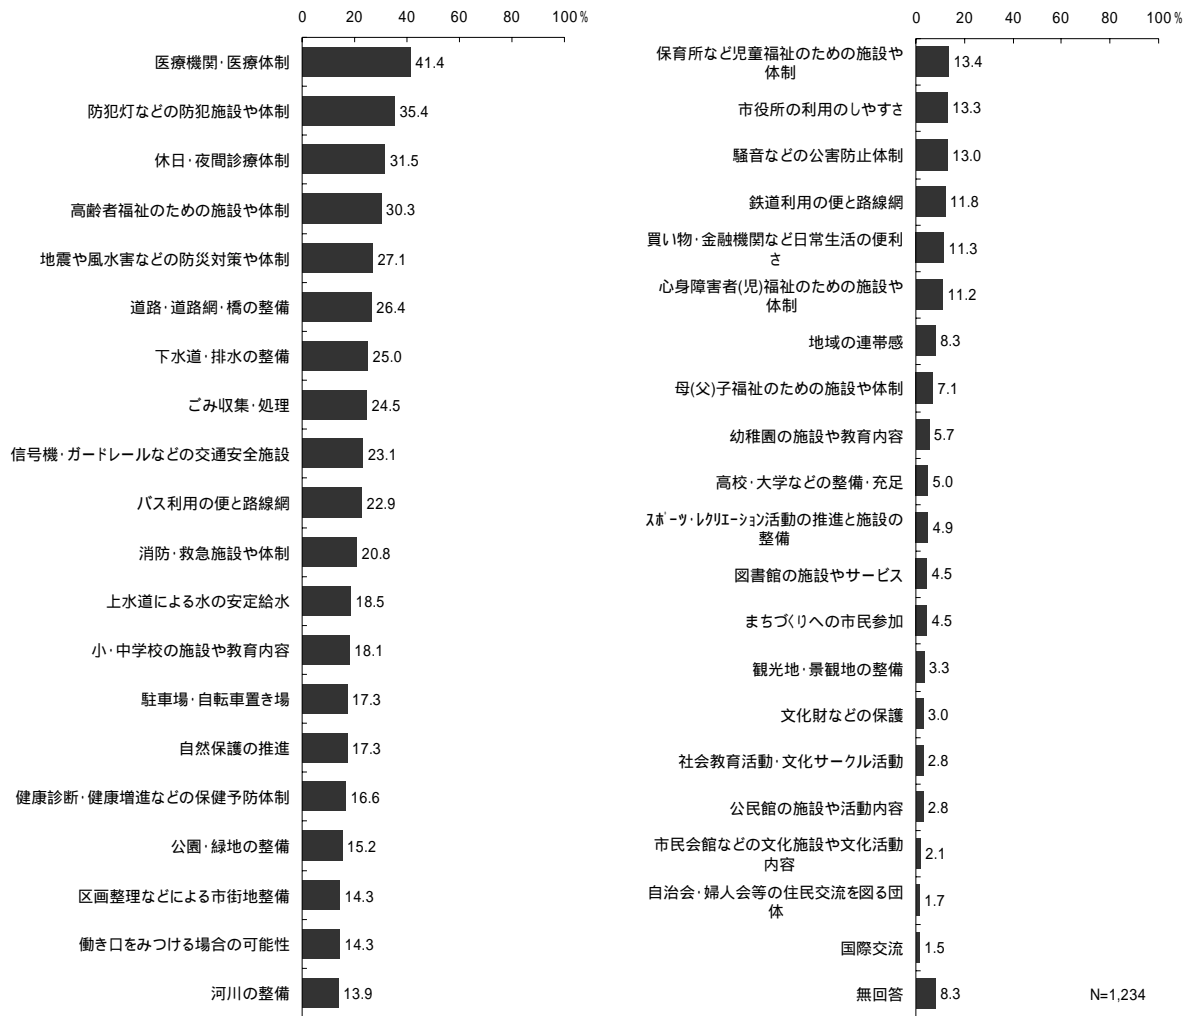 0 20 40 60 80 100%
医療機関・医療体制 41.4
防犯灯などの防犯施設や体制 35.4
休日・夜間診療体制 31.5
高齢者福祉のための施設や体制 30.3
地震や風水害などの防災対策や体制 27.1
道路・道路網・橋の整備 26.4
下水道・排水の整備 25.0
ごみ収集・処理 24.5
信号機・ガードレールなどの交通安全施設 23.1
バス利用の便と路線網 22.9
消防・救急施設や体制 20.8
上水道による水の安定給水 18.5
小・中学校の施設や教育内容 18.1
駐車場・自転車置き場 17.3
自然保護の推進 17.3
健康診断・健康増進などの保健予防体制 16.6
公園・緑地の整備 15.2
区画整理などによる市街地整備 14.3
働き口をみつける場合の可能性 14.3
河川の整備 13.9
0 20 40 60 80 100%
保育所など児童福祉のための施設や
体制 13.4
市役所の利用のしやすさ 13.3
騒音などの公害防止体制 13.0
鉄道利用の便と路線網 11.8
買い物・金融機関など日常生活の便利
さ 11.3
心身障害者(児)福祉のための施設や
体制 11.2
地域の連帯感 8.3
母(父)子福祉のための施設や体制 7.1
幼稚園の施設や教育内容 5.7
高校・大学などの整備・充足 5.0
ｽﾎﾟｰﾂ・ﾚｸﾘｴｰｼｮﾝ活動の推進と施設の
整備 4.9
図書館の施設やサービス 4.5
まちづくりへの市民参加 4.5
観光地・景観地の整備 3.3
文化財などの保護 3.0
社会教育活動・文化サークル活動 2.8
公民館の施設や活動内容 2.8
市民会館などの文化施設や文化活動
内容 2.1
自治会・婦人会等の住民交流を図る団
体 1.7
国際交流 1.5
無回答 8.3
N=1,234